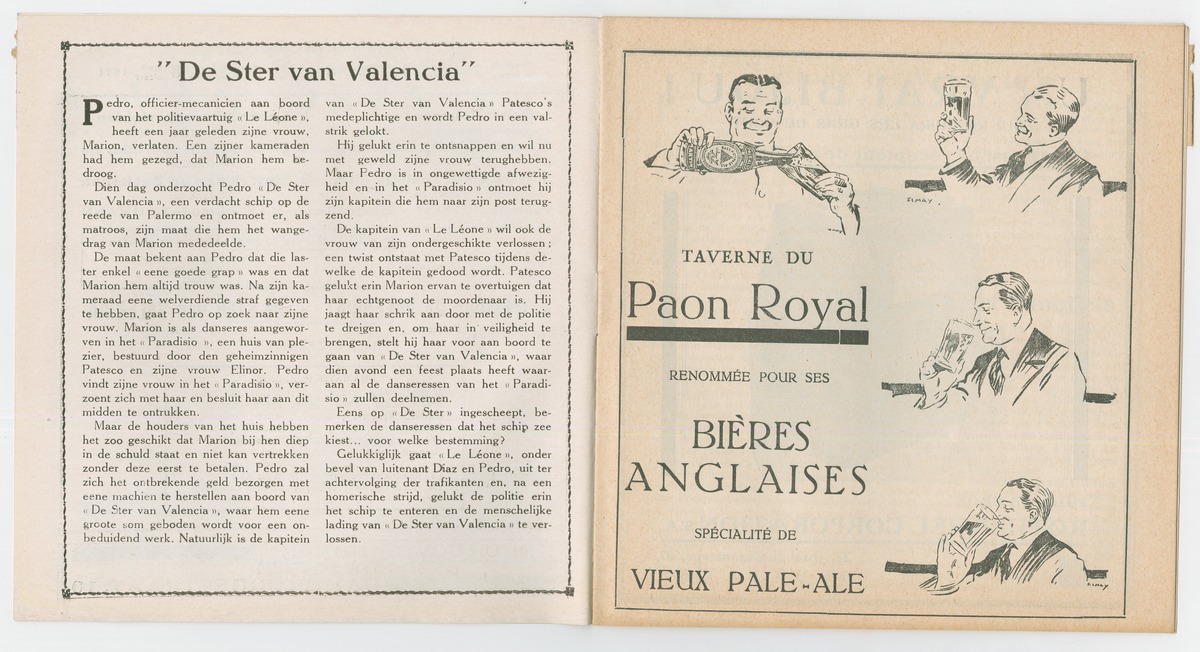 "De Ster van Valencia"
Pedro, officier-mecanicien aan boord
van het politievaartuig « Le Léone »,
heeft een jaar geleden zijne vrouw,
Marion, verlaten. Een zijner kameraden
had hem gezegd, dat Marion hem be-
droog.
Dien dag onderzocht Pedro « De Ster
van Valencia », een verdacht schip op de
reede van Palermo en ontmoet er, als
matroos, zijn maat die hem het wange-
drag van Marion mededeelde.
De maat bekent aan Pedro dat die las-
ter enkel « eene goede grap » was en dat
Marion hem altijd trouw was. Na zijn ka-
meraad eene welverdiende straf gegeven
te hebben, gaat Pedro op zoek naar zijne
vrouw. Marion is als danseres aangewor-
ven in het « Paradisio », een huis van ple-
zier, bestuurd door den geheimzinnigen
Patesco en zijne vrouw Elinor. Pedro
vindt zijne vrouw in het « Paradisio », ver-
zoent zich met haar en besluit haar aan dit
midden te ontrukken.
Maar de houders van het huis hebben
het zoo geschikt dat Marion bij hen diep
in de schuld staat en niet kan vertrekken
zonder deze eerst te betalen. Pedro zal
zich het ontbrekende geld bezorgen met
eene machien te herstellen aan boord van
« De Ster van Valencia », waar hem eene
groote som geboden wordt voor een on-
beduidend werk. Natuurlijk is de kapitein
van « De Ster van Valencia » Patesco's
medeplichtige en wordt Pedro in een val-
strik gelokt.
Hij gelukt erin te ontsnappen en wil nu
met geweld zijne vrouw terughebben.
Maar Pedro is in ongewettigde afwezig-
heid en in het « Paradisio » ontmoet hij
zijn kapitein die hem naar zijn post terug-
zend.
De kapitein van « Le Léone » wil ook de
vrouw van zijn ondergeschikte verlossen ;
een twist ontstaat met Patesco tijdens de-
welke de kapitein gedood wordt. Patesco
gelukt erin Marion ervan te overtuigen dat
haar echtgenoot de moordenaar is. Hij
jaagt haar schrik aan door met de politie
te dreigen en, om haar in veiligheid te
brengen, stelt hij haar voor aan boord te
gaan van « De Ster van Valencia », waar
dien avond een feest plaats heeft waar-
aan al de danseressen van het « Paradi-
sio » zullen deelnemen.
Eens op « De Ster » ingescheept, be-
merken de danseressen dat het schip zee
kiest... voor welke bestemming?
Gelukkiglijk gaat « Le Léone », onder
bevel van luitenant Diaz en Pedro, uit ter
achtervolging der trafikanten en, na een
homerische strijd, gelukt de politie erin
het schip te enteren en de menschelijke
lading van « De Ster van Valencia » te ver-
lossen.
TAVERNE DU
Paon Royal
RENOMMÉE POUR SES
BIÈRES
ANGLAISES
SPÉCIALITÉ DE
VIEUX PALE-ALE